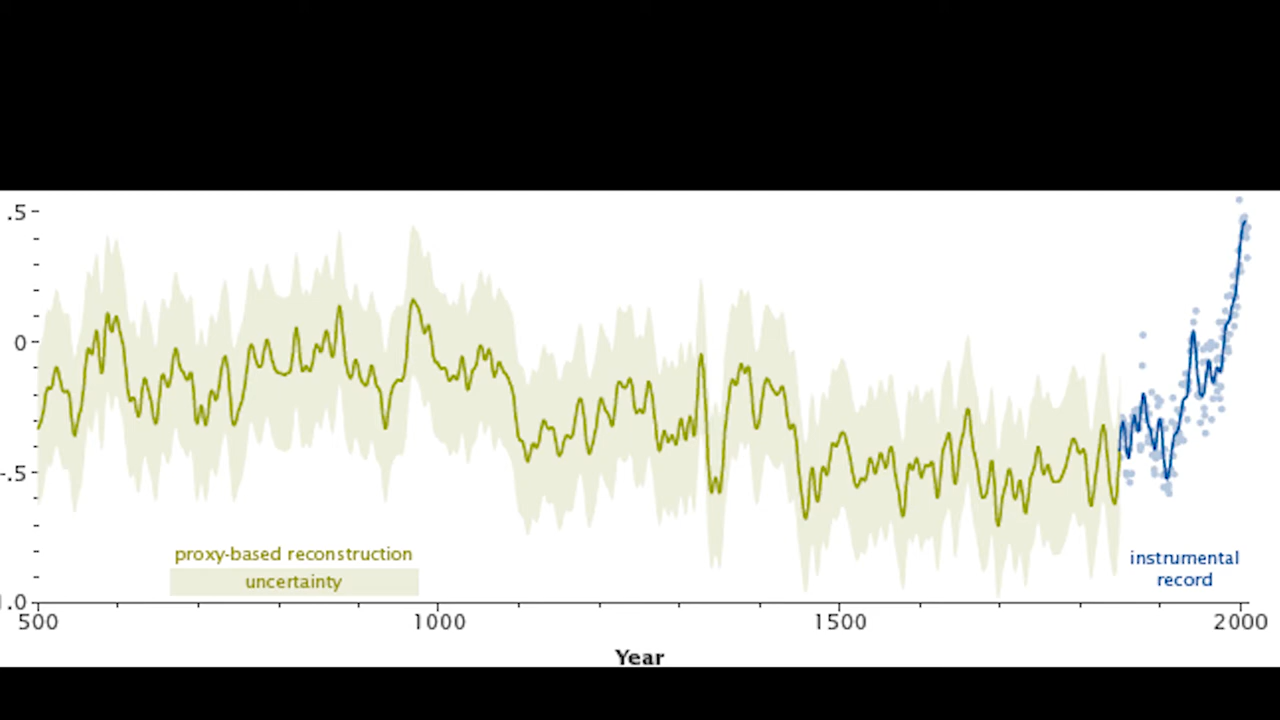 .5
0
-.5
.0
500
1000
1500
2000
Year
proxy-based reconstruction
uncertainty
instrumental
record